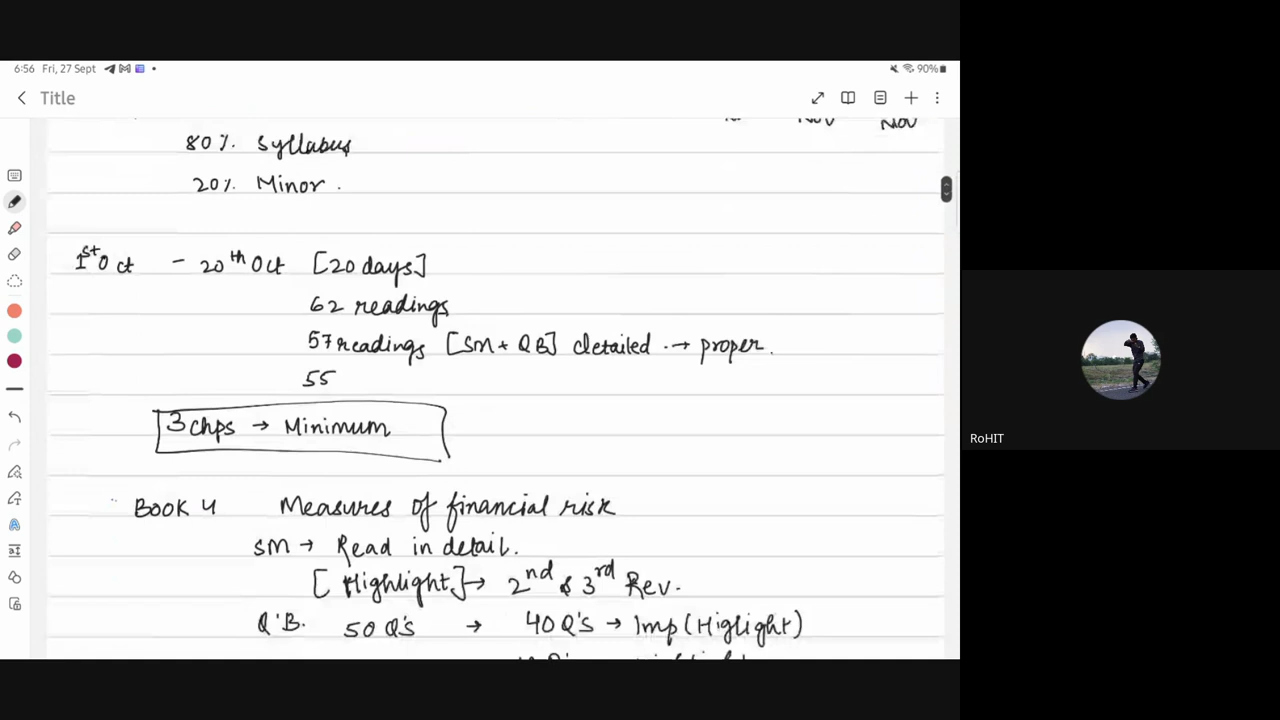 6:56 Fri, 27 Sept 90%
Title
Nov Nov
80% Syllabus
20% Minor.
1st Oct - 20th Oct [20 days]
62 readings
57 readings [SM + QB] detailed → proper.
55
3 chps → Minimum
BOOK 4 Measures of financial risk
SM → Read in detail.
[Highlight] → 2nd & 3rd Rev.
Q.B. 50 Q's → 40 Q's → Imp (Higlight)
RoHIT